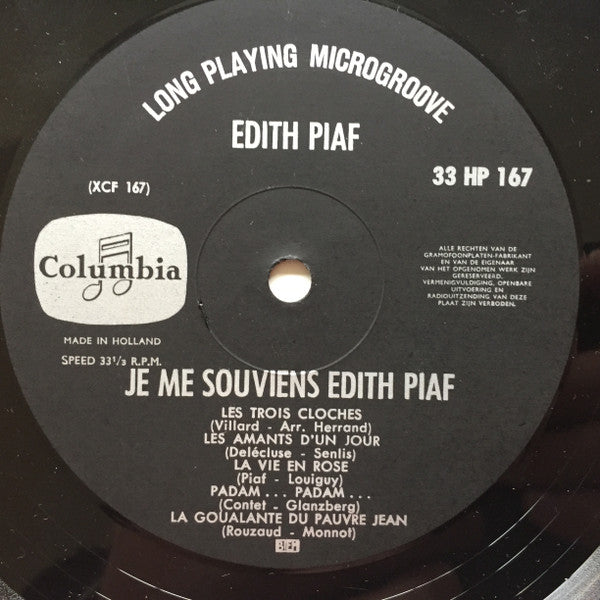 LONG PLAYING MICROGROOVE
EDITH PIAF
(XCF 167)
33 HP 167
Columbia
ALLE RECHTEN VAN DE
GRAMOFOONPLATEN-FABRIKANT
EN VAN DE EIGENAAR
VAN HET OPGENOMEN WERK ZIJN
GERESERVEERD.
VERMENIGVULDIGING, OPENBARE
UITVOERING EN
RADIOUITZENDING VAN DEZE
PLAAT ZIJN VERBODEN.
MADE IN HOLLAND
SPEED 33 1/3 R.P.M.
JE ME SOUVIENS EDITH PIAF
LES TROIS CLOCHES
(Villard - Arr. Herrand)
LES AMANTS D'UN JOUR
(Delécluse - Senlis)
LA VIE EN ROSE
(Piaf - Louiguy)
PADAM... PADAM...
(Contet - Glanzberg)
LA GOUALANTE DU PAUVRE JEAN
(Rouzaud - Monnot)
BIEM